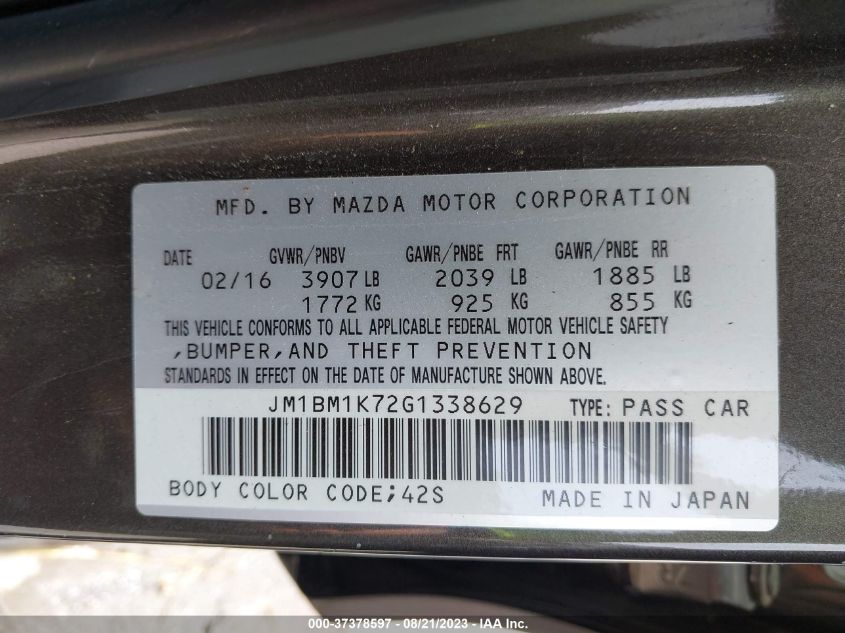 MFD. BY MAZDA MOTOR CORPORATION
DATE GVWR/PNBV GAWR/PNBE FRT GAWR/PNBE RR
02/16 3907 LB 2039 LB 1885 LB
1772 KG 925 KG 855 KG
THIS VEHICLE CONFORMS TO ALL APPLICABLE FEDERAL MOTOR VEHICLE SAFETY
,BUMPER,AND THEFT PREVENTION
STANDARDS IN EFFECT ON THE DATE OF MANUFACTURE SHOWN ABOVE.
JM1BM1K72G1338629 TYPE: PASS CAR
BODY COLOR CODE;42S MADE IN JAPAN
000-37378597 - 08/21/2023 - IAA Inc.